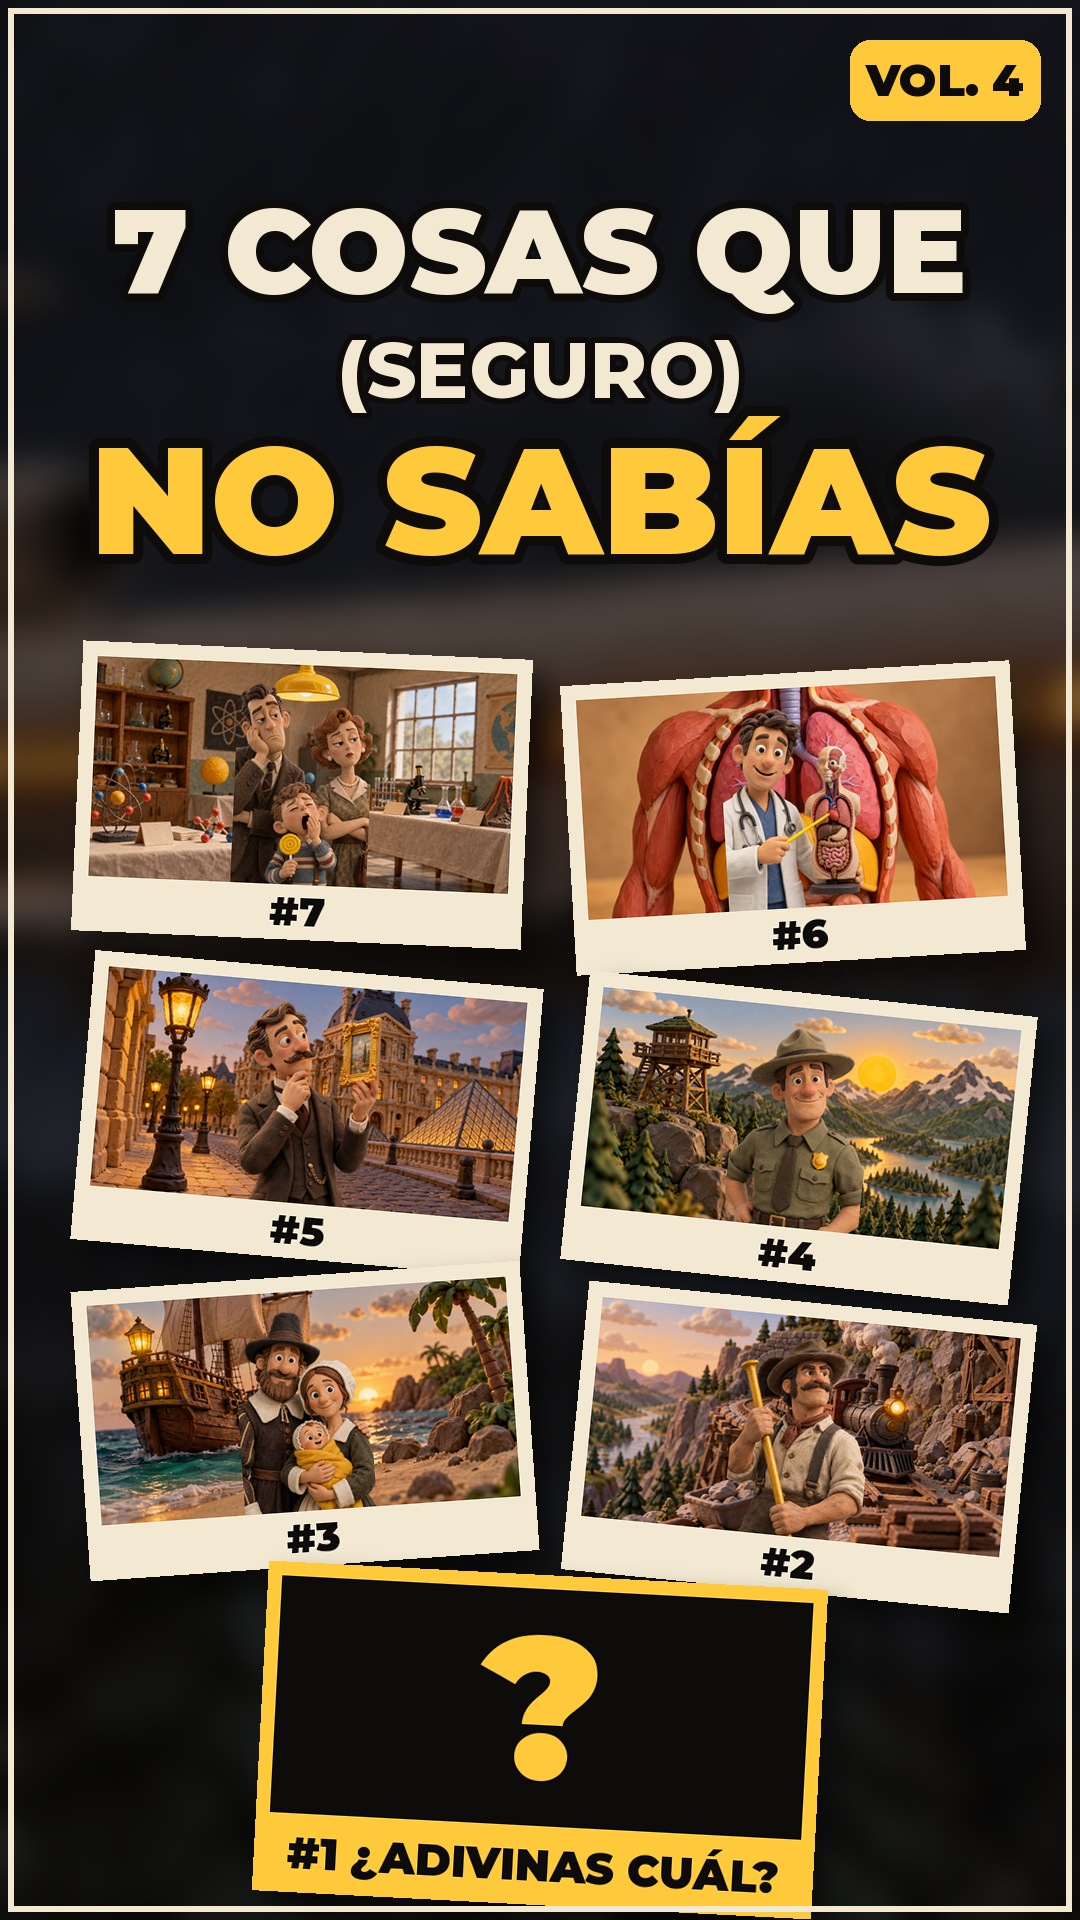 VOL. 4
7 COSAS QUE
(SEGURO)
NO SABÍAS
#7
#6
#5
#4
#3
#2
?
#1 ¿ADIVINAS CUÁL?